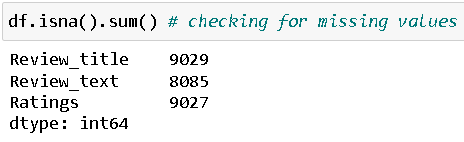 df.isna().sum() # checking for missing values
Review_title 9029
Review_text 8085
Ratings 9027
dtype: int64